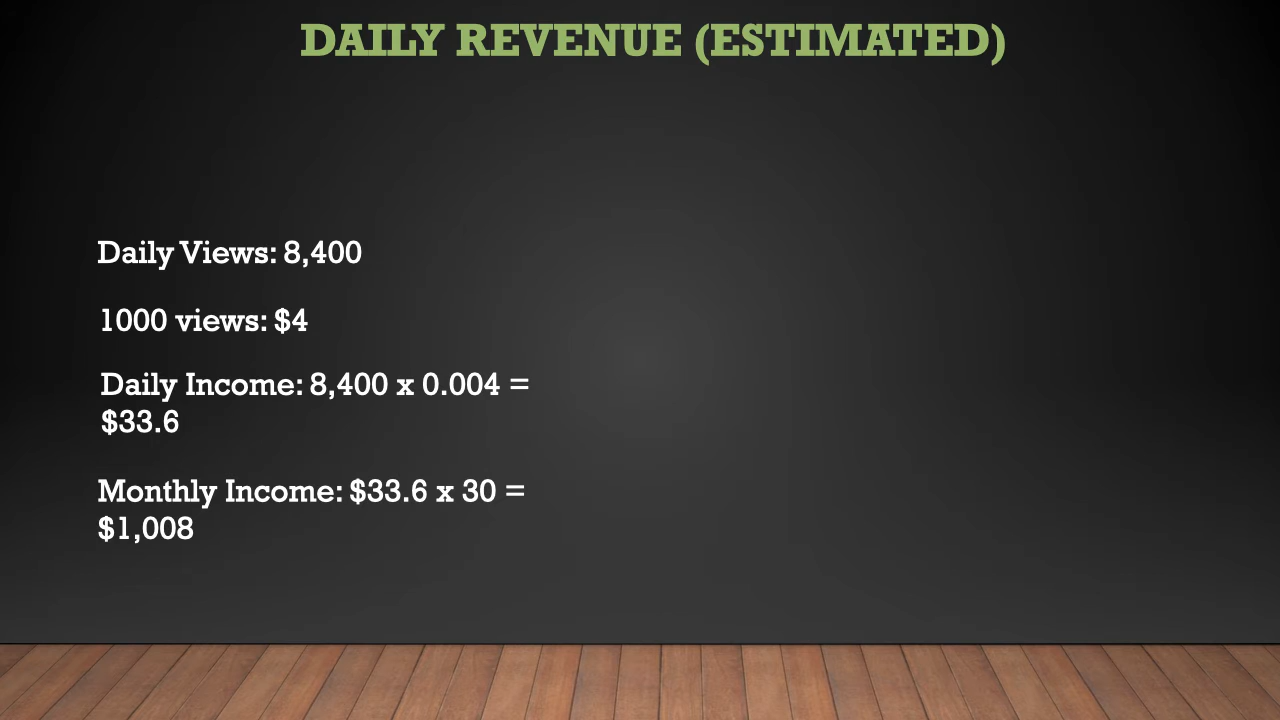 DAILY REVENUE (ESTIMATED)
Daily Views: 8,400
1000 views: $4
Daily Income: 8,400 x 0.004 =
$33.6
Monthly Income: $33.6 x 30 =
$1,008